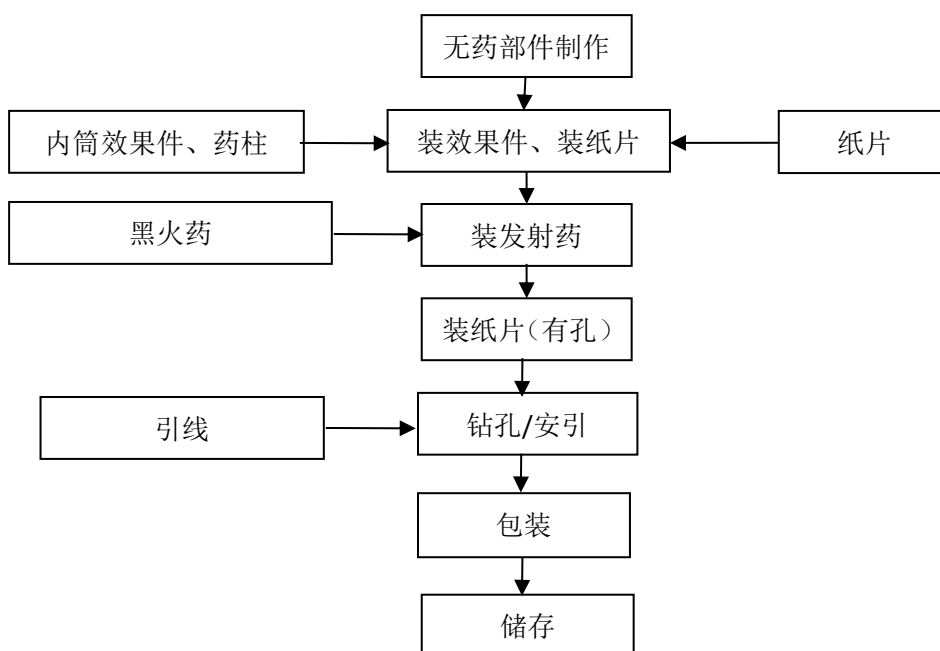 无药部件制作
内筒效果件、药柱
装效果件、装纸片
纸片
黑火药
装发射药
装纸片（有孔）
引线
钻孔/安引
包装
储存